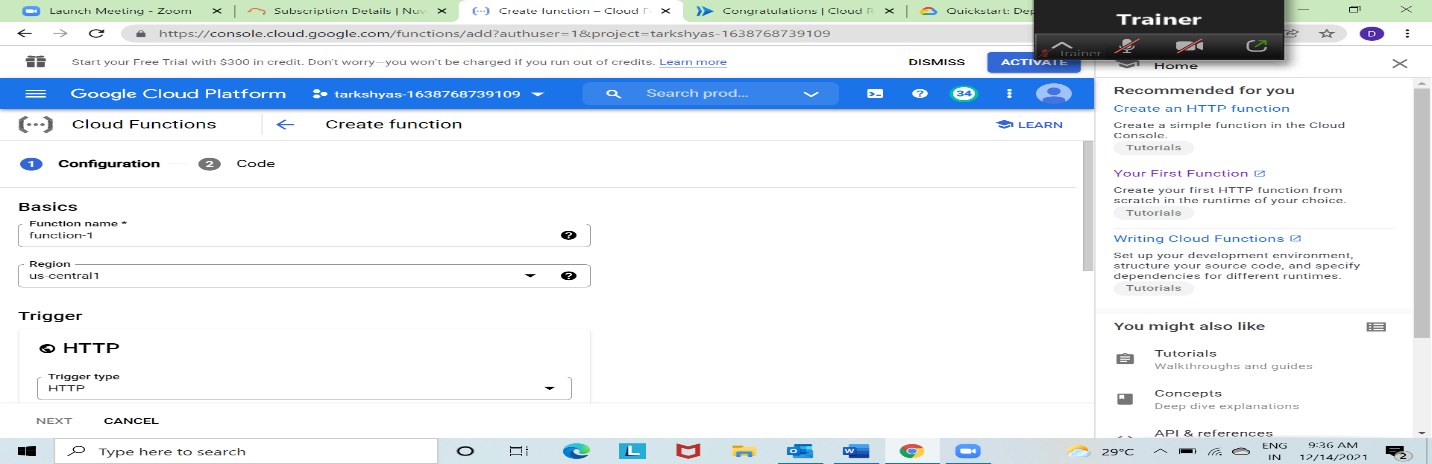 Launch Meeting - Zoom
Subscription Details | Nuv
Create function – Cloud F
Congratulations | Cloud R
Quickstart: Dep
Trainer
https://console.cloud.google.com/functions/add?authuser=1&project=tarkshyas-1638768739109
D
Trainer
Start your Free Trial with $300 in credit. Don't worry—you won't be charged if you run out of credits. Learn more
DISMISS
ACTIVATE
Home
Google Cloud Platform
tarkshyas-1638768739109
Search prod...
34
Cloud Functions
Create function
LEARN
1 Configuration
2 Code
Basics
Function name *
function-1
Region
us-central1
Trigger
HTTP
Trigger type
HTTP
NEXT
CANCEL
Recommended for you
Create an HTTP function
Create a simple function in the Cloud
Console.
Tutorials
Your First Function
Create your first HTTP function from
scratch in the runtime of your choice.
Tutorials
Writing Cloud Functions
Set up your development environment,
structure your source code, and specify
dependencies for different runtimes.
Tutorials
You might also like
Tutorials
Walkthroughs and guides
Concepts
Deep dive explanations
API & references
Type here to search
29°C
ENG
IN
9:36 AM
12/14/2021
2